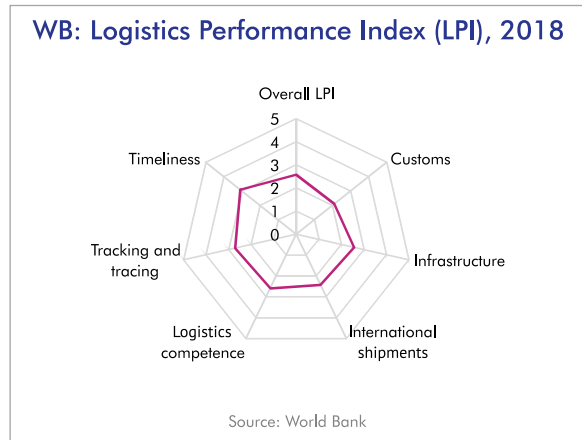 WB: Logistics Performance Index (LPI), 2018
Overall LPI
5
4
3
2
1
0
Customs
Infrastructure
International
shipments
Logistics
competence
Tracking and
tracing
Timeliness
Source: World Bank